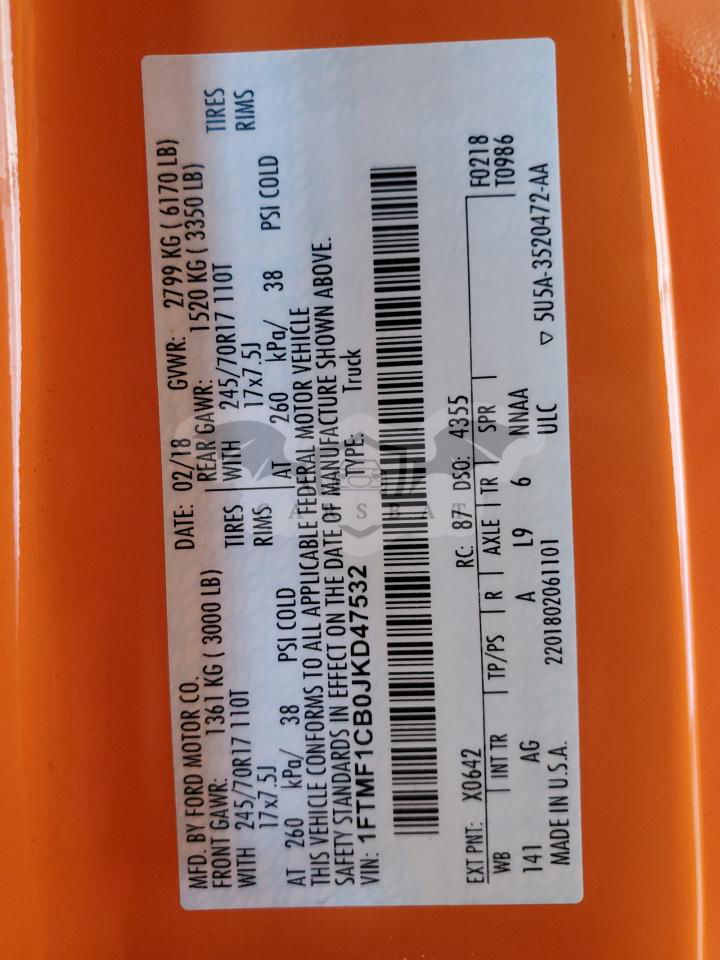 MFD. BY FORD MOTOR CO. DATE: 02/18 GVWR: 2799 KG ( 6170 LB)
FRONT GAWR: 1361 KG ( 3000 LB) REAR GAWR: 1520 KG ( 3350 LB)
WITH 245/70R17 110T TIRES WITH 245/70R17 110T TIRES
17x7.5J RIMS 17x7.5J RIMS
AT 260 kPa/ 38 PSI COLD AT 260 kPa/ 38 PSI COLD
THIS VEHICLE CONFORMS TO ALL APPLICABLE FEDERAL MOTOR VEHICLE
SAFETY STANDARDS IN EFFECT ON THE DATE OF MANUFACTURE SHOWN ABOVE.
VIN: 1FTMF1CB0JKD47532 TYPE: Truck
F0218
EXT PNT: X0642 RC: 87 DSO: 4355 T0986
WB INT TR TP/PS R AXLE TR SPR
141 AG A L9 6 NNAA
MADE IN U.S.A. 2201802061101 ULC ▽ 5U5A-3520472-AA